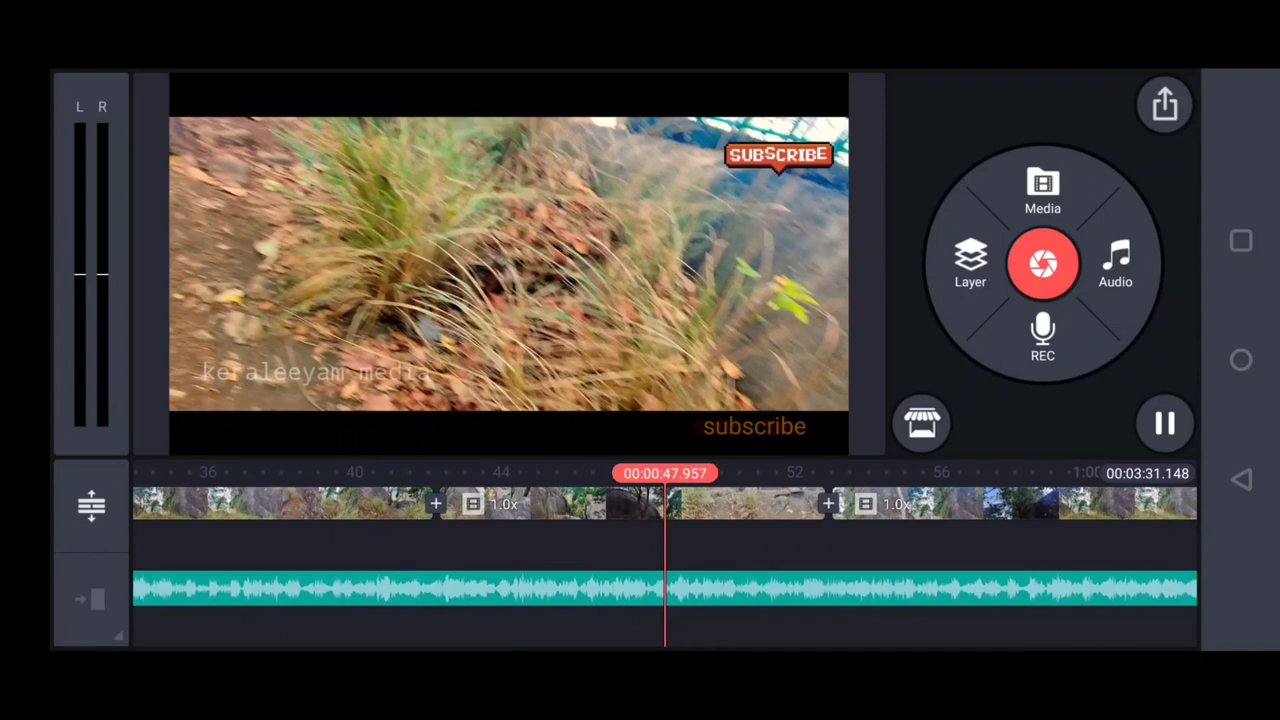 L R
SUBSCRIBE
Media
Layer
Audio
REC
keraleeyam media
subscribe
36 40 44 00:00:47.957 52 56 1:00 00:03:31.148
1.0x 1.0x